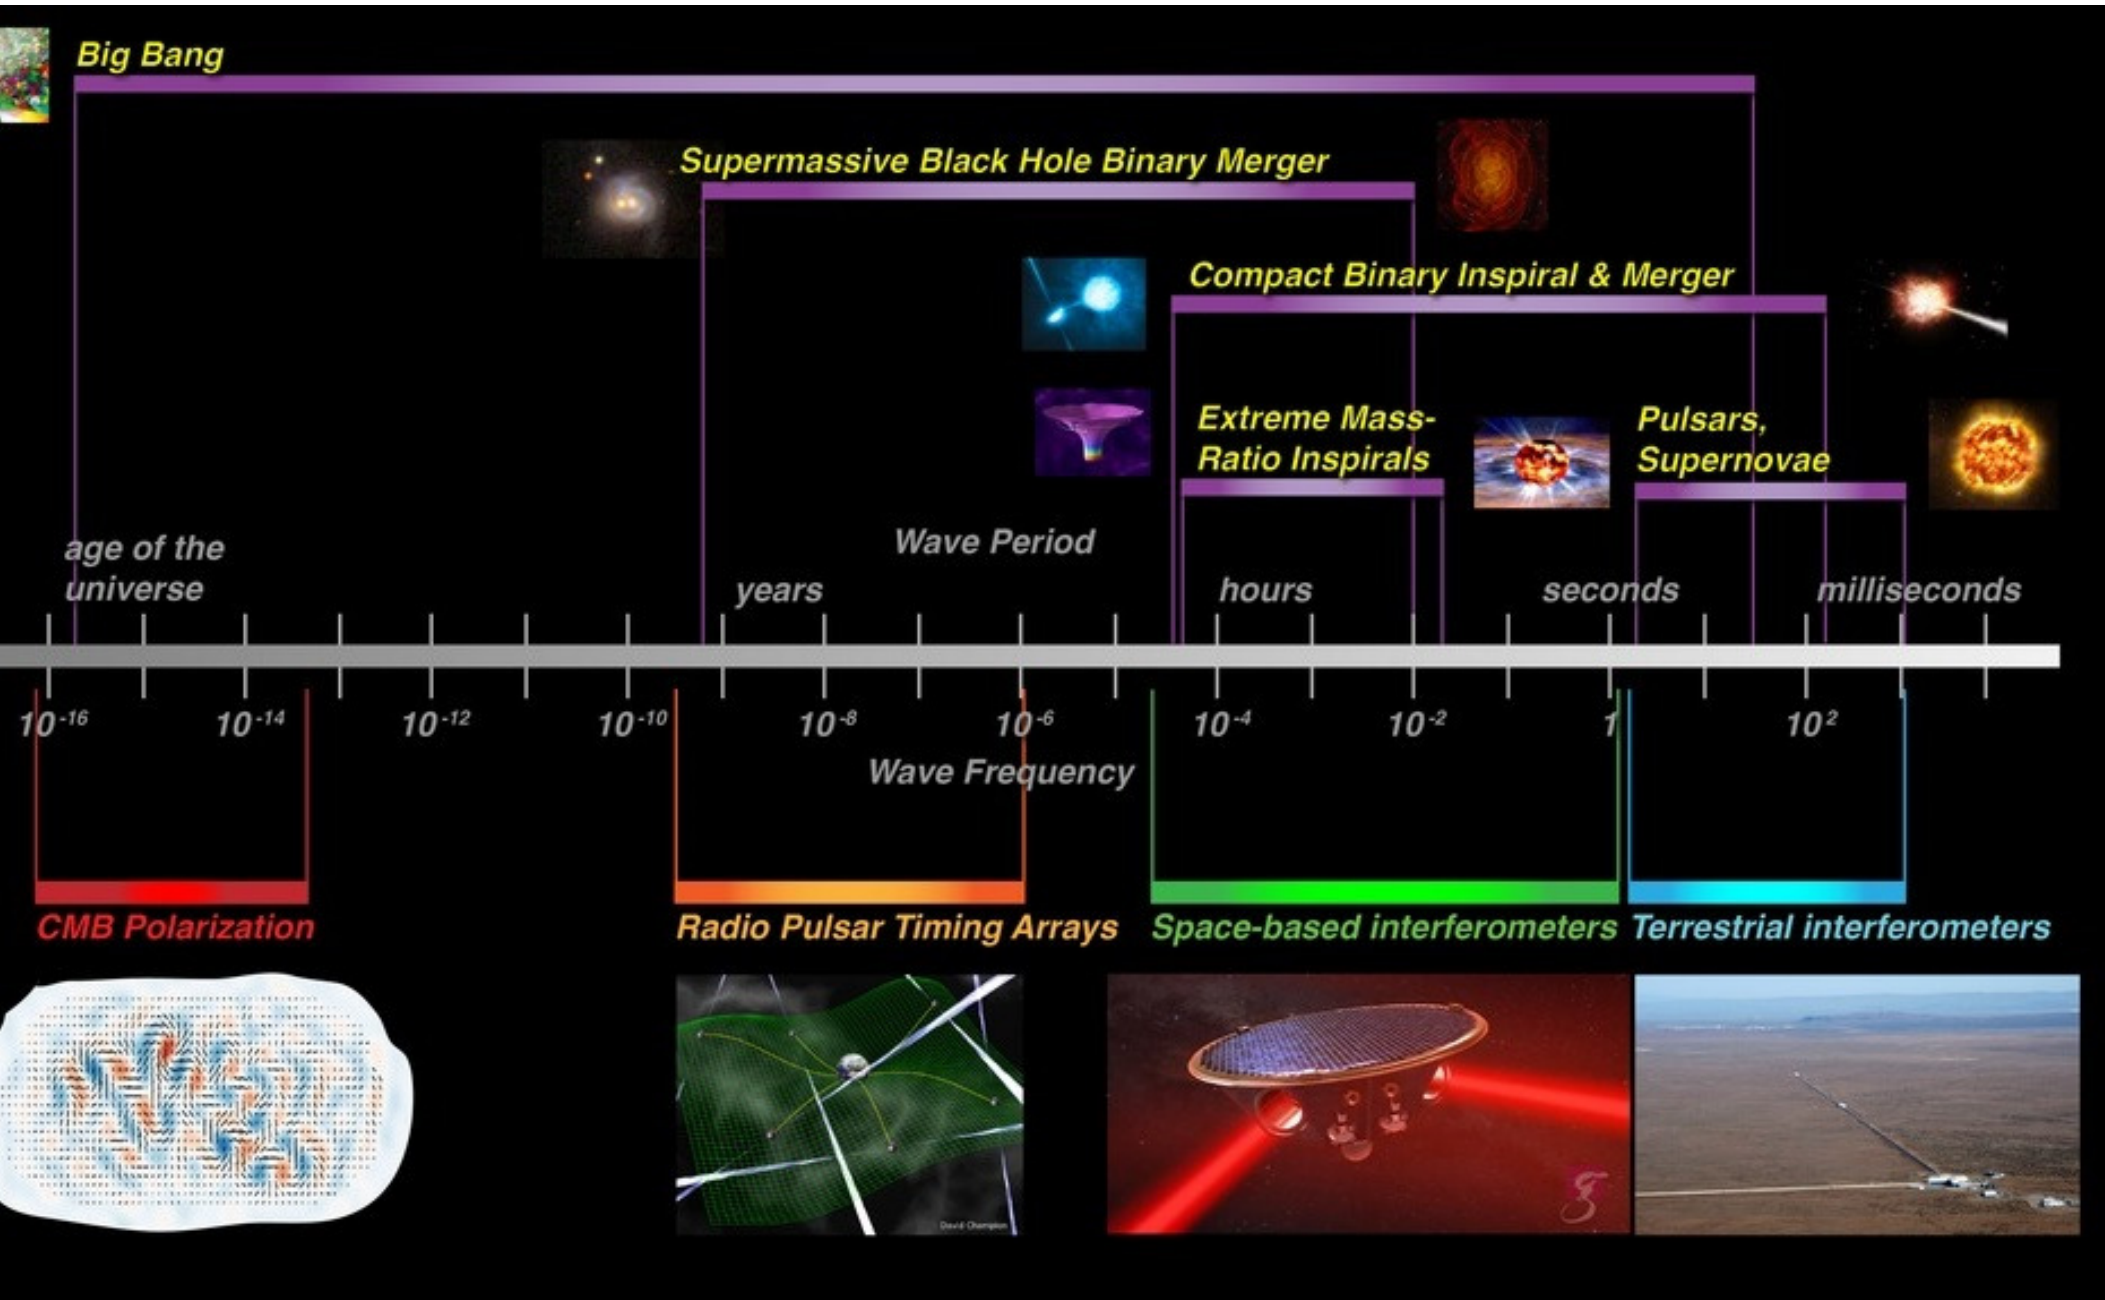 Big Bang
Supermassive Black Hole Binary Merger
Compact Binary Inspiral & Merger
Extreme Mass-
Ratio Inspirals
Pulsars,
Supernovae
age of the
universe
Wave Period
years
hours
seconds
milliseconds
10-16
10-14
10-12
10-10
10-8
10-6
10-4
10-2
1
102
Wave Frequency
CMB Polarization
Radio Pulsar Timing Arrays
Space-based interferometers
Terrestrial interferometers
David Champion